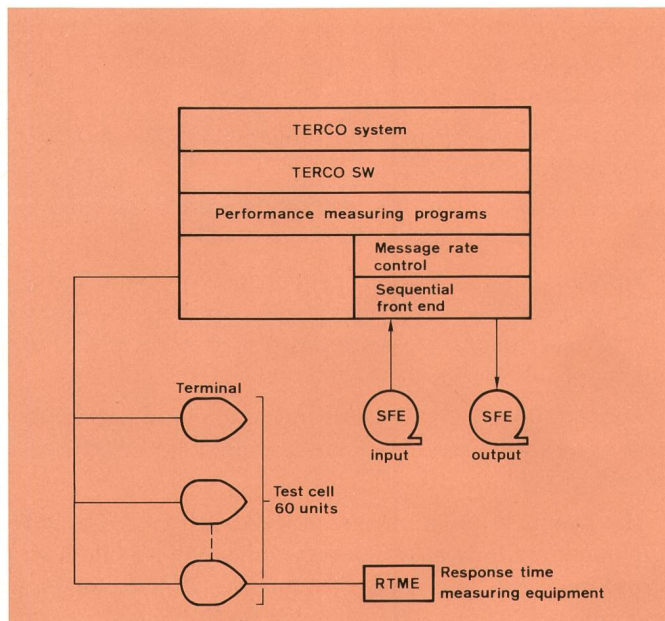 TERCO system
TERCO SW
Performance measuring programs
Message rate
control
Sequential
front end
Terminal
SFE
input
SFE
output
Test cell
60 units
RTME
Response time
measuring equipment